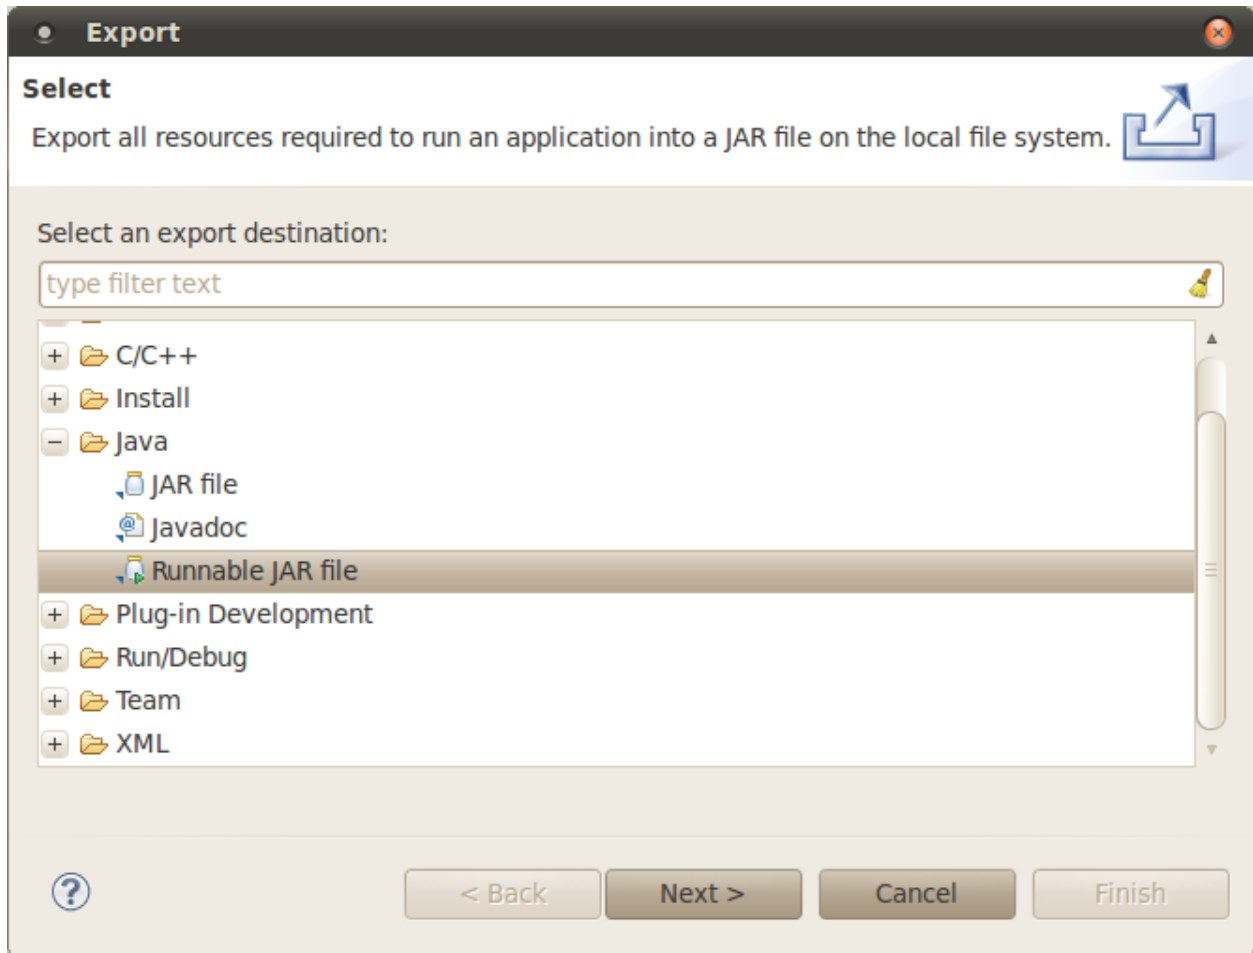 Export
Select
Export all resources required to run an application into a JAR file on the local file system.
Select an export destination:
type filter text
C/C++
Install
Java
JAR file
Javadoc
Runnable JAR file
Plug-in Development
Run/Debug
Team
XML
< Back Next > Cancel Finish